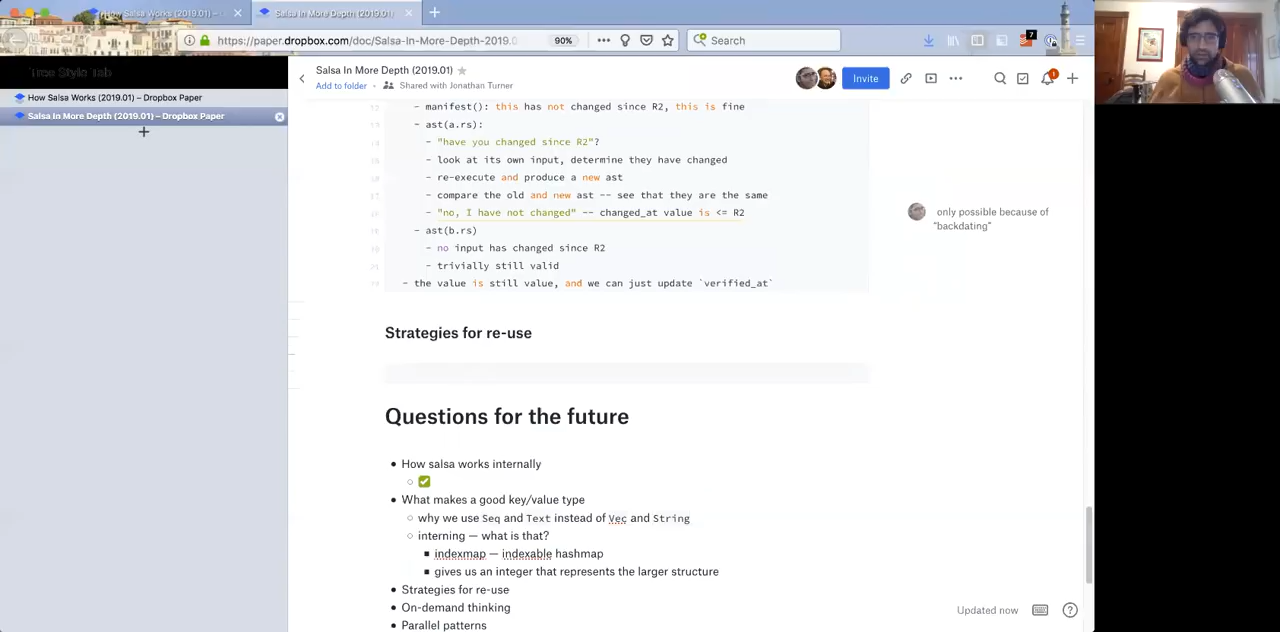 How Salsa Works (2019.01) –
Salsa In More Depth (2019.01)
https://paper.dropbox.com/doc/Salsa-In-More-Depth-2019.0
90%
Search
7
Tree Style Tab
How Salsa Works (2019.01) – Dropbox Paper
Salsa In More Depth (2019.01) – Dropbox Paper
Salsa In More Depth (2019.01)
Add to folder
Shared with Jonathan Turner
Invite
1
- manifest(): this has not changed since R2, this is fine
- ast(a.rs):
- "have you changed since R2"?
- look at its own input, determine they have changed
- re-execute and produce a new ast
- compare the old and new ast -- see that they are the same
- "no, I have not changed" -- changed_at value is <= R2
- ast(b.rs)
- no input has changed since R2
- trivially still valid
- the value is still value, and we can just update `verified_at`
only possible because of
"backdating"
Strategies for re-use
Questions for the future
• How salsa works internally
• What makes a good key/value type
○ why we use Seq and Text instead of Vec and String
○ interning — what is that?
▪ indexmap — indexable hashmap
▪ gives us an integer that represents the larger structure
• Strategies for re-use
• On-demand thinking
• Parallel patterns
Updated now